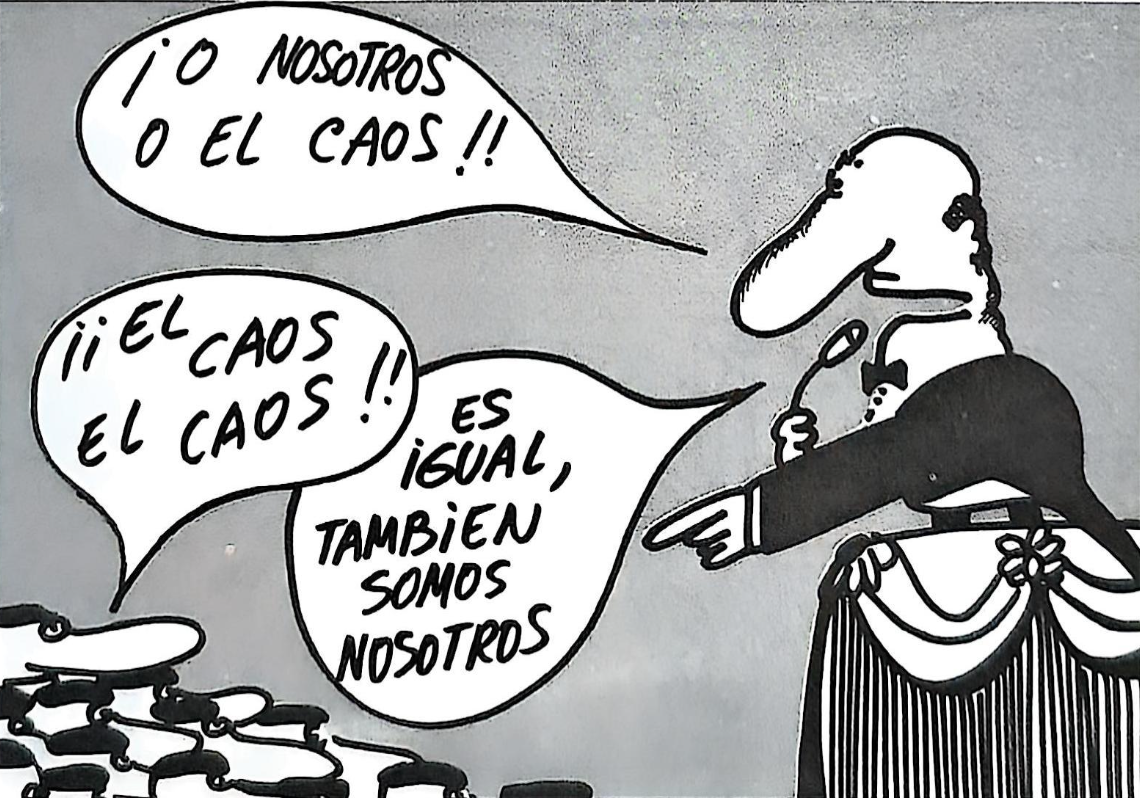 ¡O NOSOTROS
O EL CAOS!!
¡¡EL CAOS
EL CAOS!!
ES
IGUAL,
TAMBIEN
SOMOS
NOSOTROS